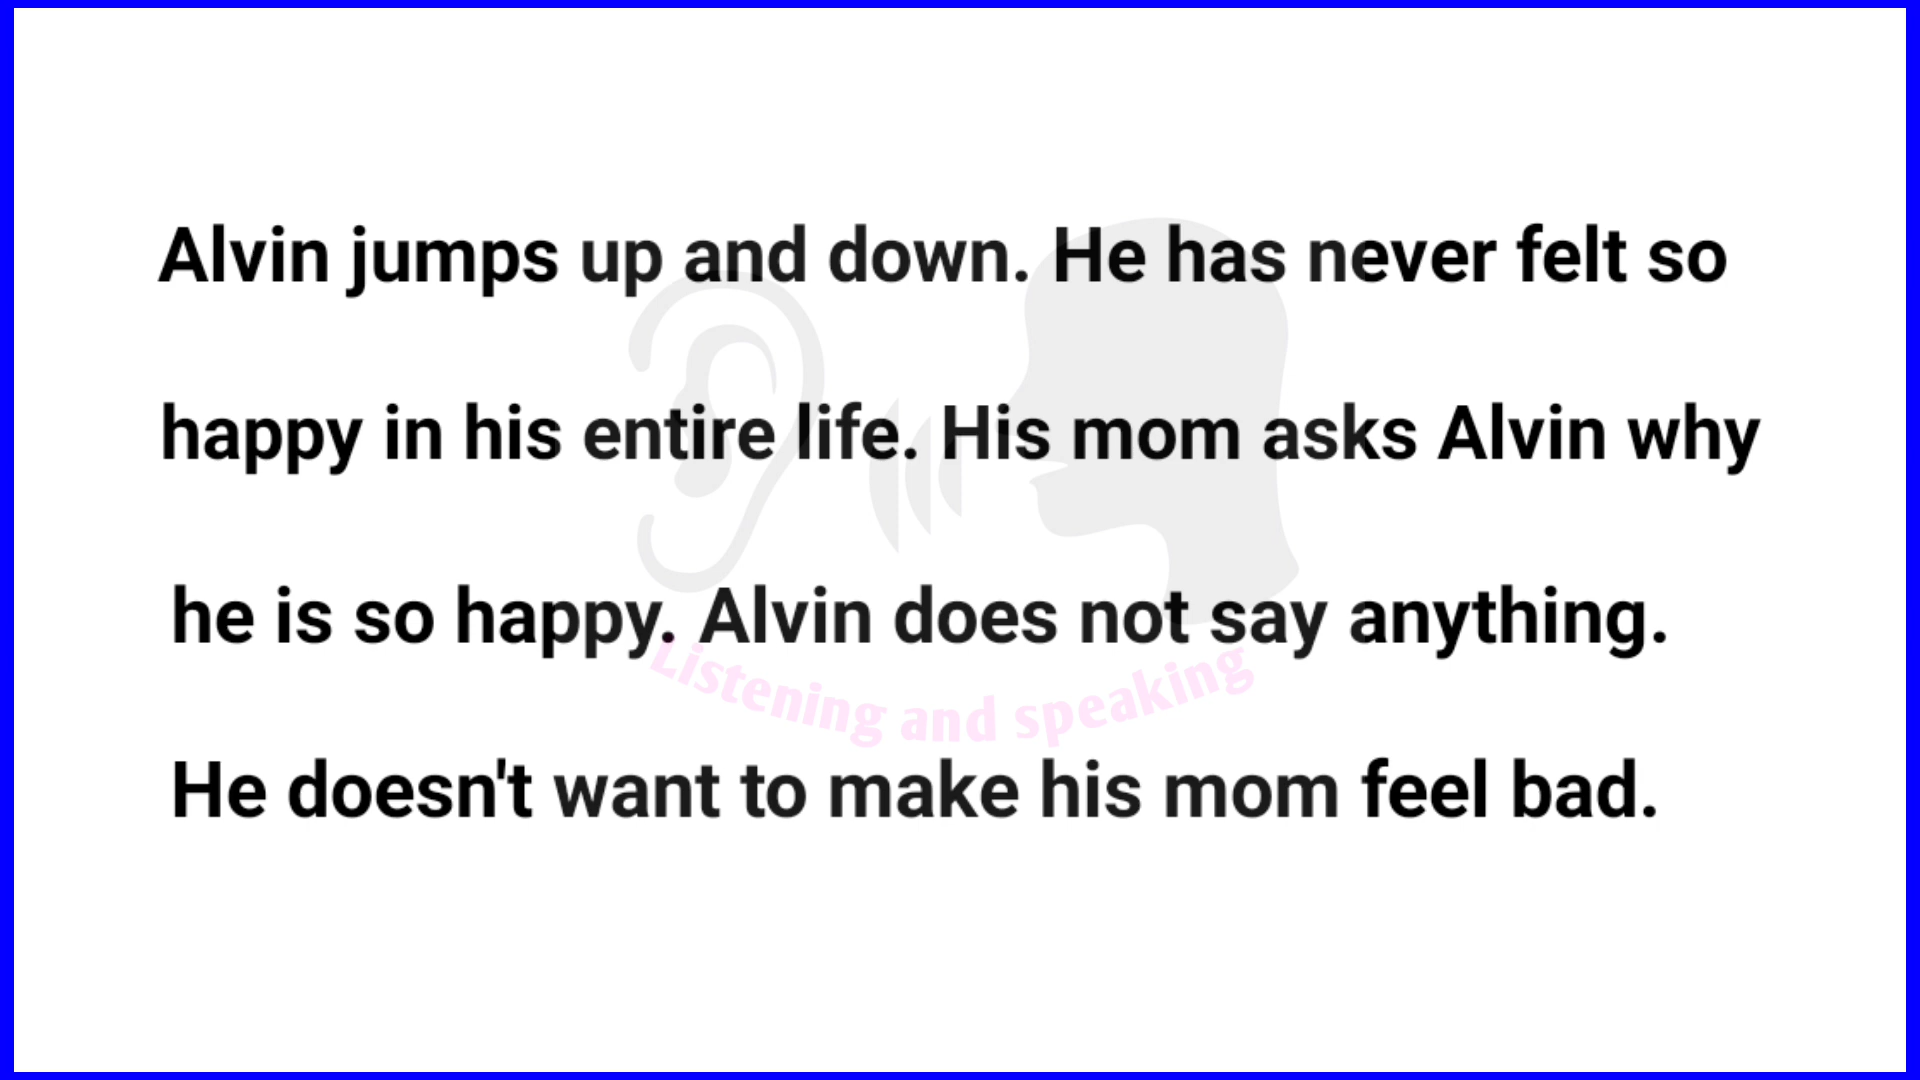 Alvin jumps up and down. He has never felt so
happy in his entire life. His mom asks Alvin why
he is so happy. Alvin does not say anything.
Listening and speaking
He doesn't want to make his mom feel bad.